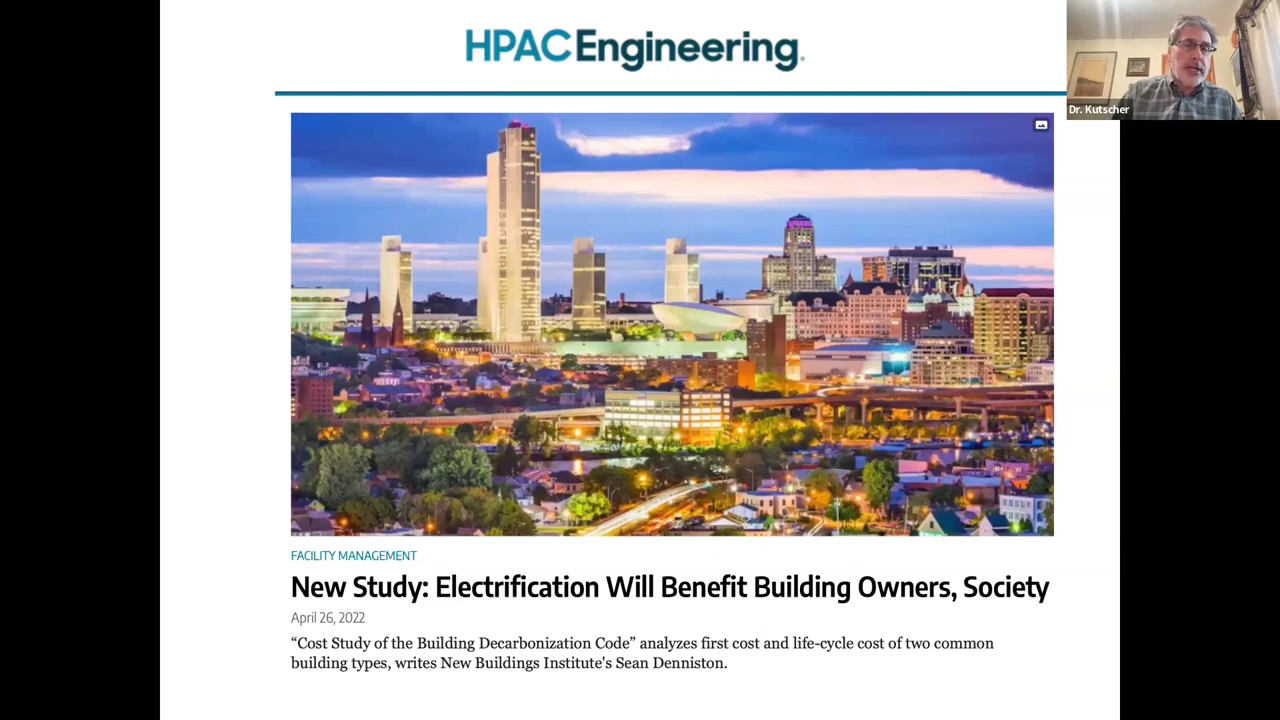 HPAC Engineering
Dr. Kutscher
FACILITY MANAGEMENT
New Study: Electrification Will Benefit Building Owners, Society
April 26, 2022
“Cost Study of the Building Decarbonization Code” analyzes first cost and life-cycle cost of two common
building types, writes New Buildings Institute's Sean Denniston.